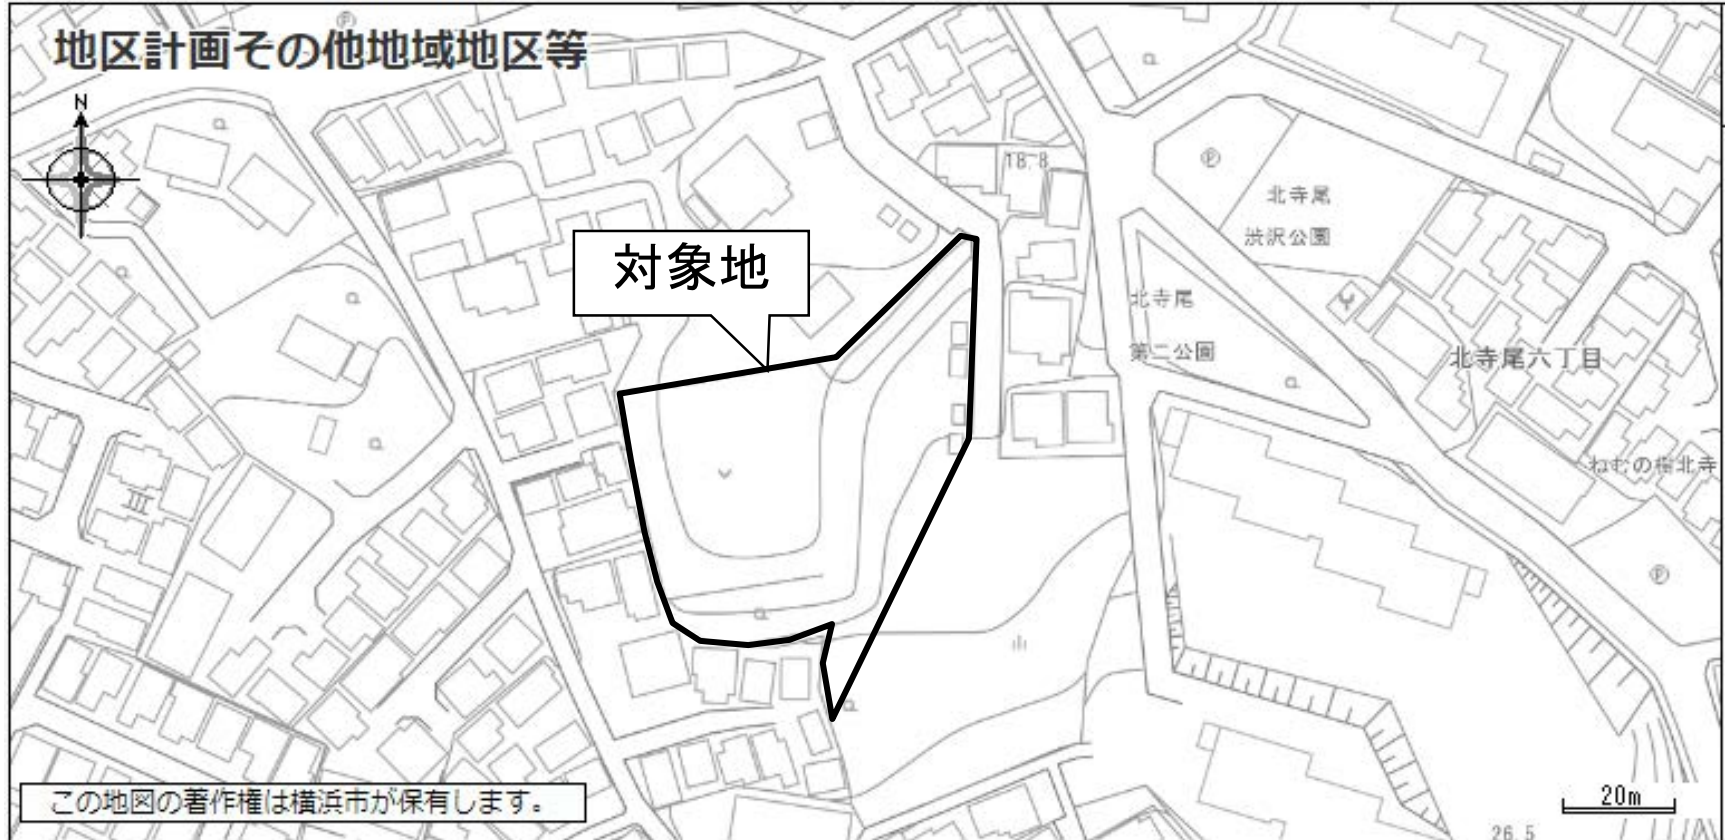 地区計画その他地域地区等
N
Ⓟ
18.8
Ⓟ
北寺尾
渋沢公園
対象地
北寺尾
第二公園
北寺尾六丁目
ねむの樹北寺
Ⓟ
この地図の著作権は横浜市が保有します。
20m
26.5